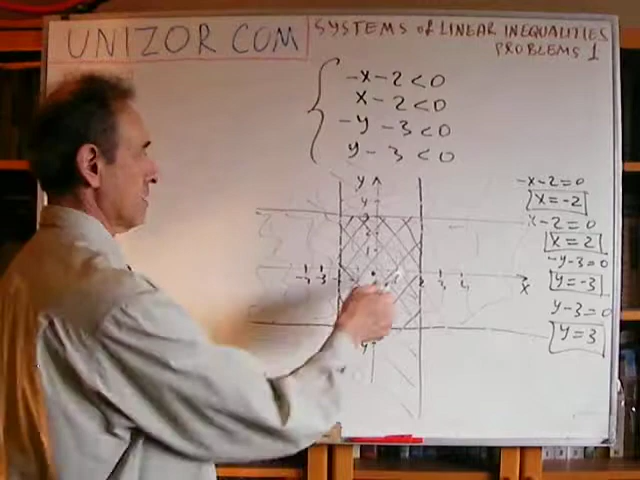 UNIZOR COM
SYSTEMS of LINEAR INEQUALITIES
PROBLEMS 1
-x-2<0
x-2<0
-y-3<0
y-3<0
y
x
-x-2=0
x=-2
x-2=0
x=2
-y-3=0
y=-3
y-3=0
y=3